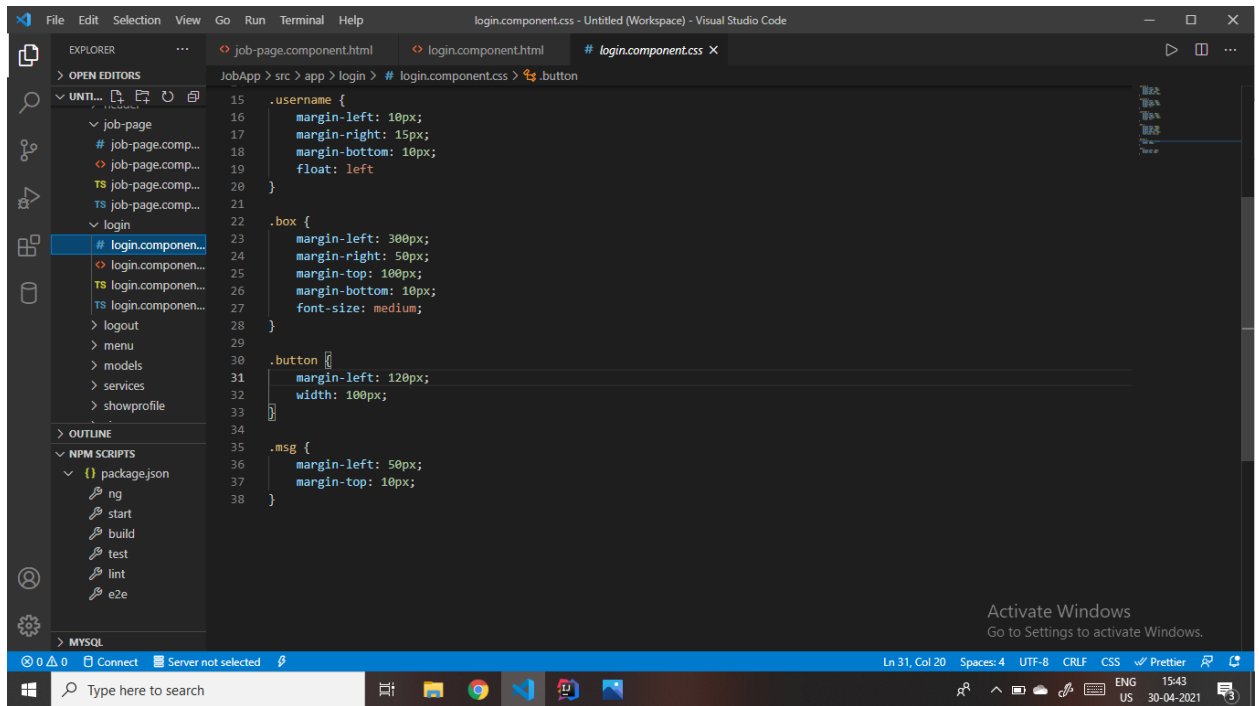 File Edit Selection View Go Run Terminal Help
login.component.css - Untitled (Workspace) - Visual Studio Code
EXPLORER
job-page.component.html
login.component.html
# login.component.css
OPEN EDITORS
JobApp > src > app > login > # login.component.css > .button
UNTI...
header
job-page
# job-page.comp...
<> job-page.comp...
TS job-page.comp...
TS job-page.comp...
login
# login.componen...
<> login.componen...
TS login.componen...
TS login.componen...
logout
menu
models
services
showprofile
OUTLINE
NPM SCRIPTS
{} package.json
ng
start
build
test
lint
e2e
MYSQL
15 .username {
16 margin-left: 10px;
17 margin-right: 15px;
18 margin-bottom: 10px;
19 float: left
20 }
21
22 .box {
23 margin-left: 300px;
24 margin-right: 50px;
25 margin-top: 100px;
26 margin-bottom: 10px;
27 font-size: medium;
28 }
29
30 .button {
31 margin-left: 120px;
32 width: 100px;
33 }
34
35 .msg {
36 margin-left: 50px;
37 margin-top: 10px;
38 }
Activate Windows
Go to Settings to activate Windows.
0 0 Connect Server not selected
Ln 31, Col 20 Spaces: 4 UTF-8 CRLF CSS Prettier
Type here to search
ENG
US
15:43
30-04-2021
3